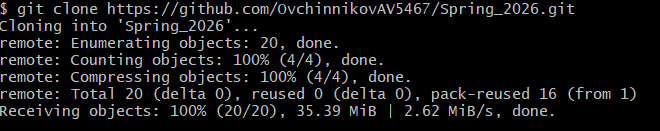 $ git clone https://github.com/OvchinnikovAV5467/Spring_2026.git
Cloning into 'Spring_2026'...
remote: Enumerating objects: 20, done.
remote: Counting objects: 100% (4/4), done.
remote: Compressing objects: 100% (4/4), done.
remote: Total 20 (delta 0), reused 0 (delta 0), pack-reused 16 (from 1)
Receiving objects: 100% (20/20), 35.39 MiB | 2.62 MiB/s, done.